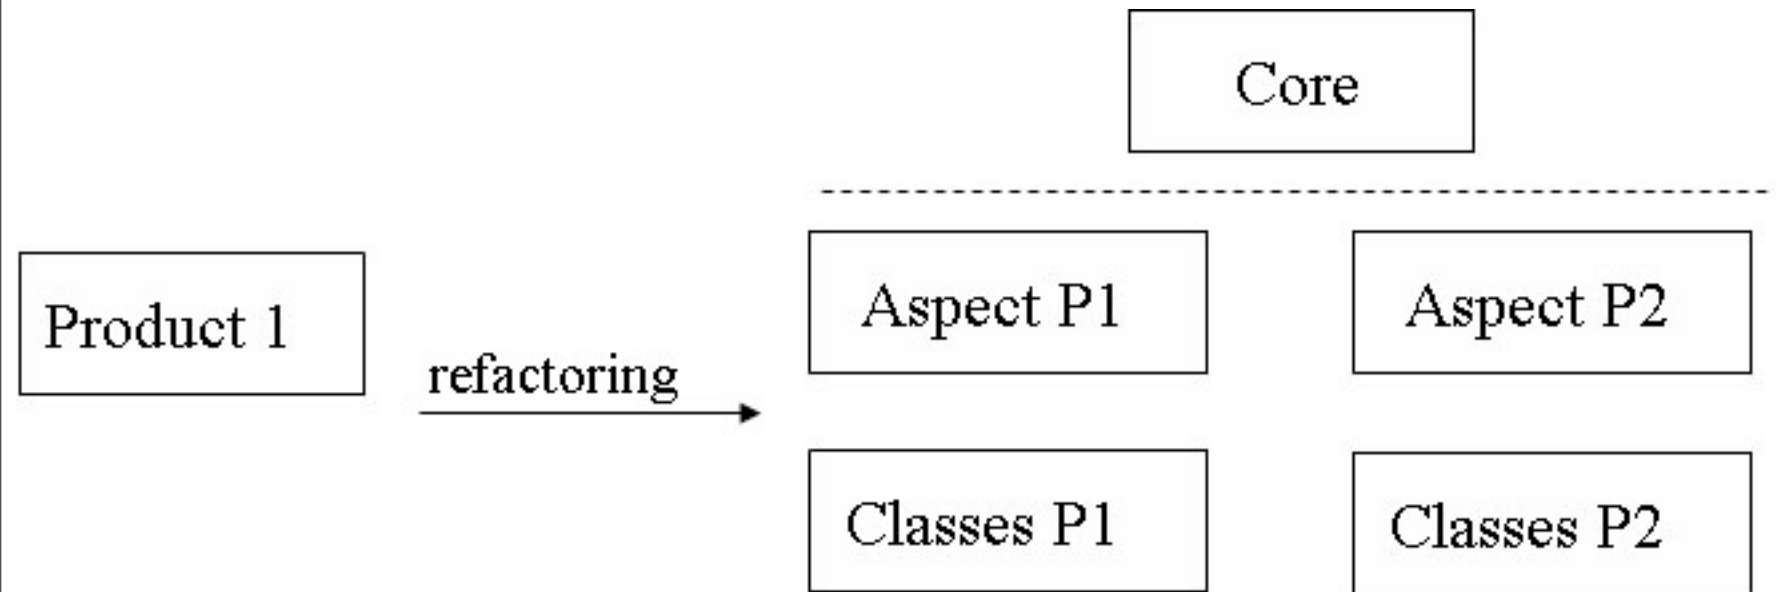 Core
Product 1
refactoring
Aspect P1
Aspect P2
Classes P1
Classes P2